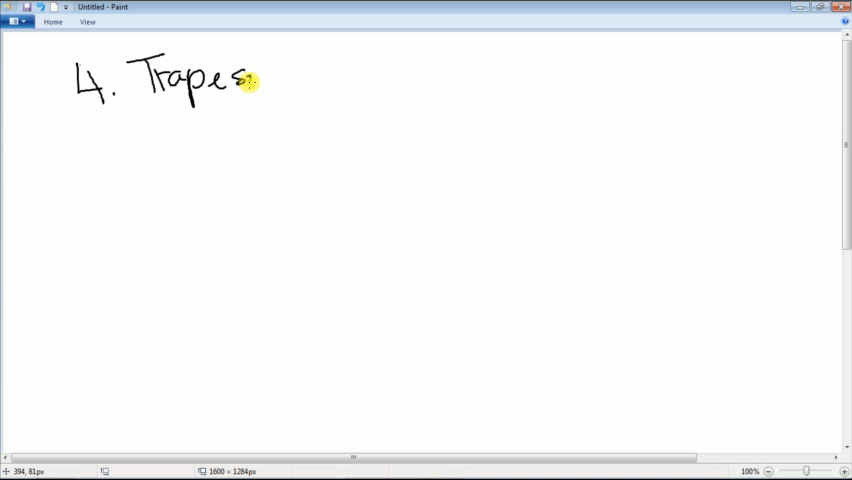 Untitled - Paint
Home View
4. Trapes
394, 81px
1600 × 1284px
100%